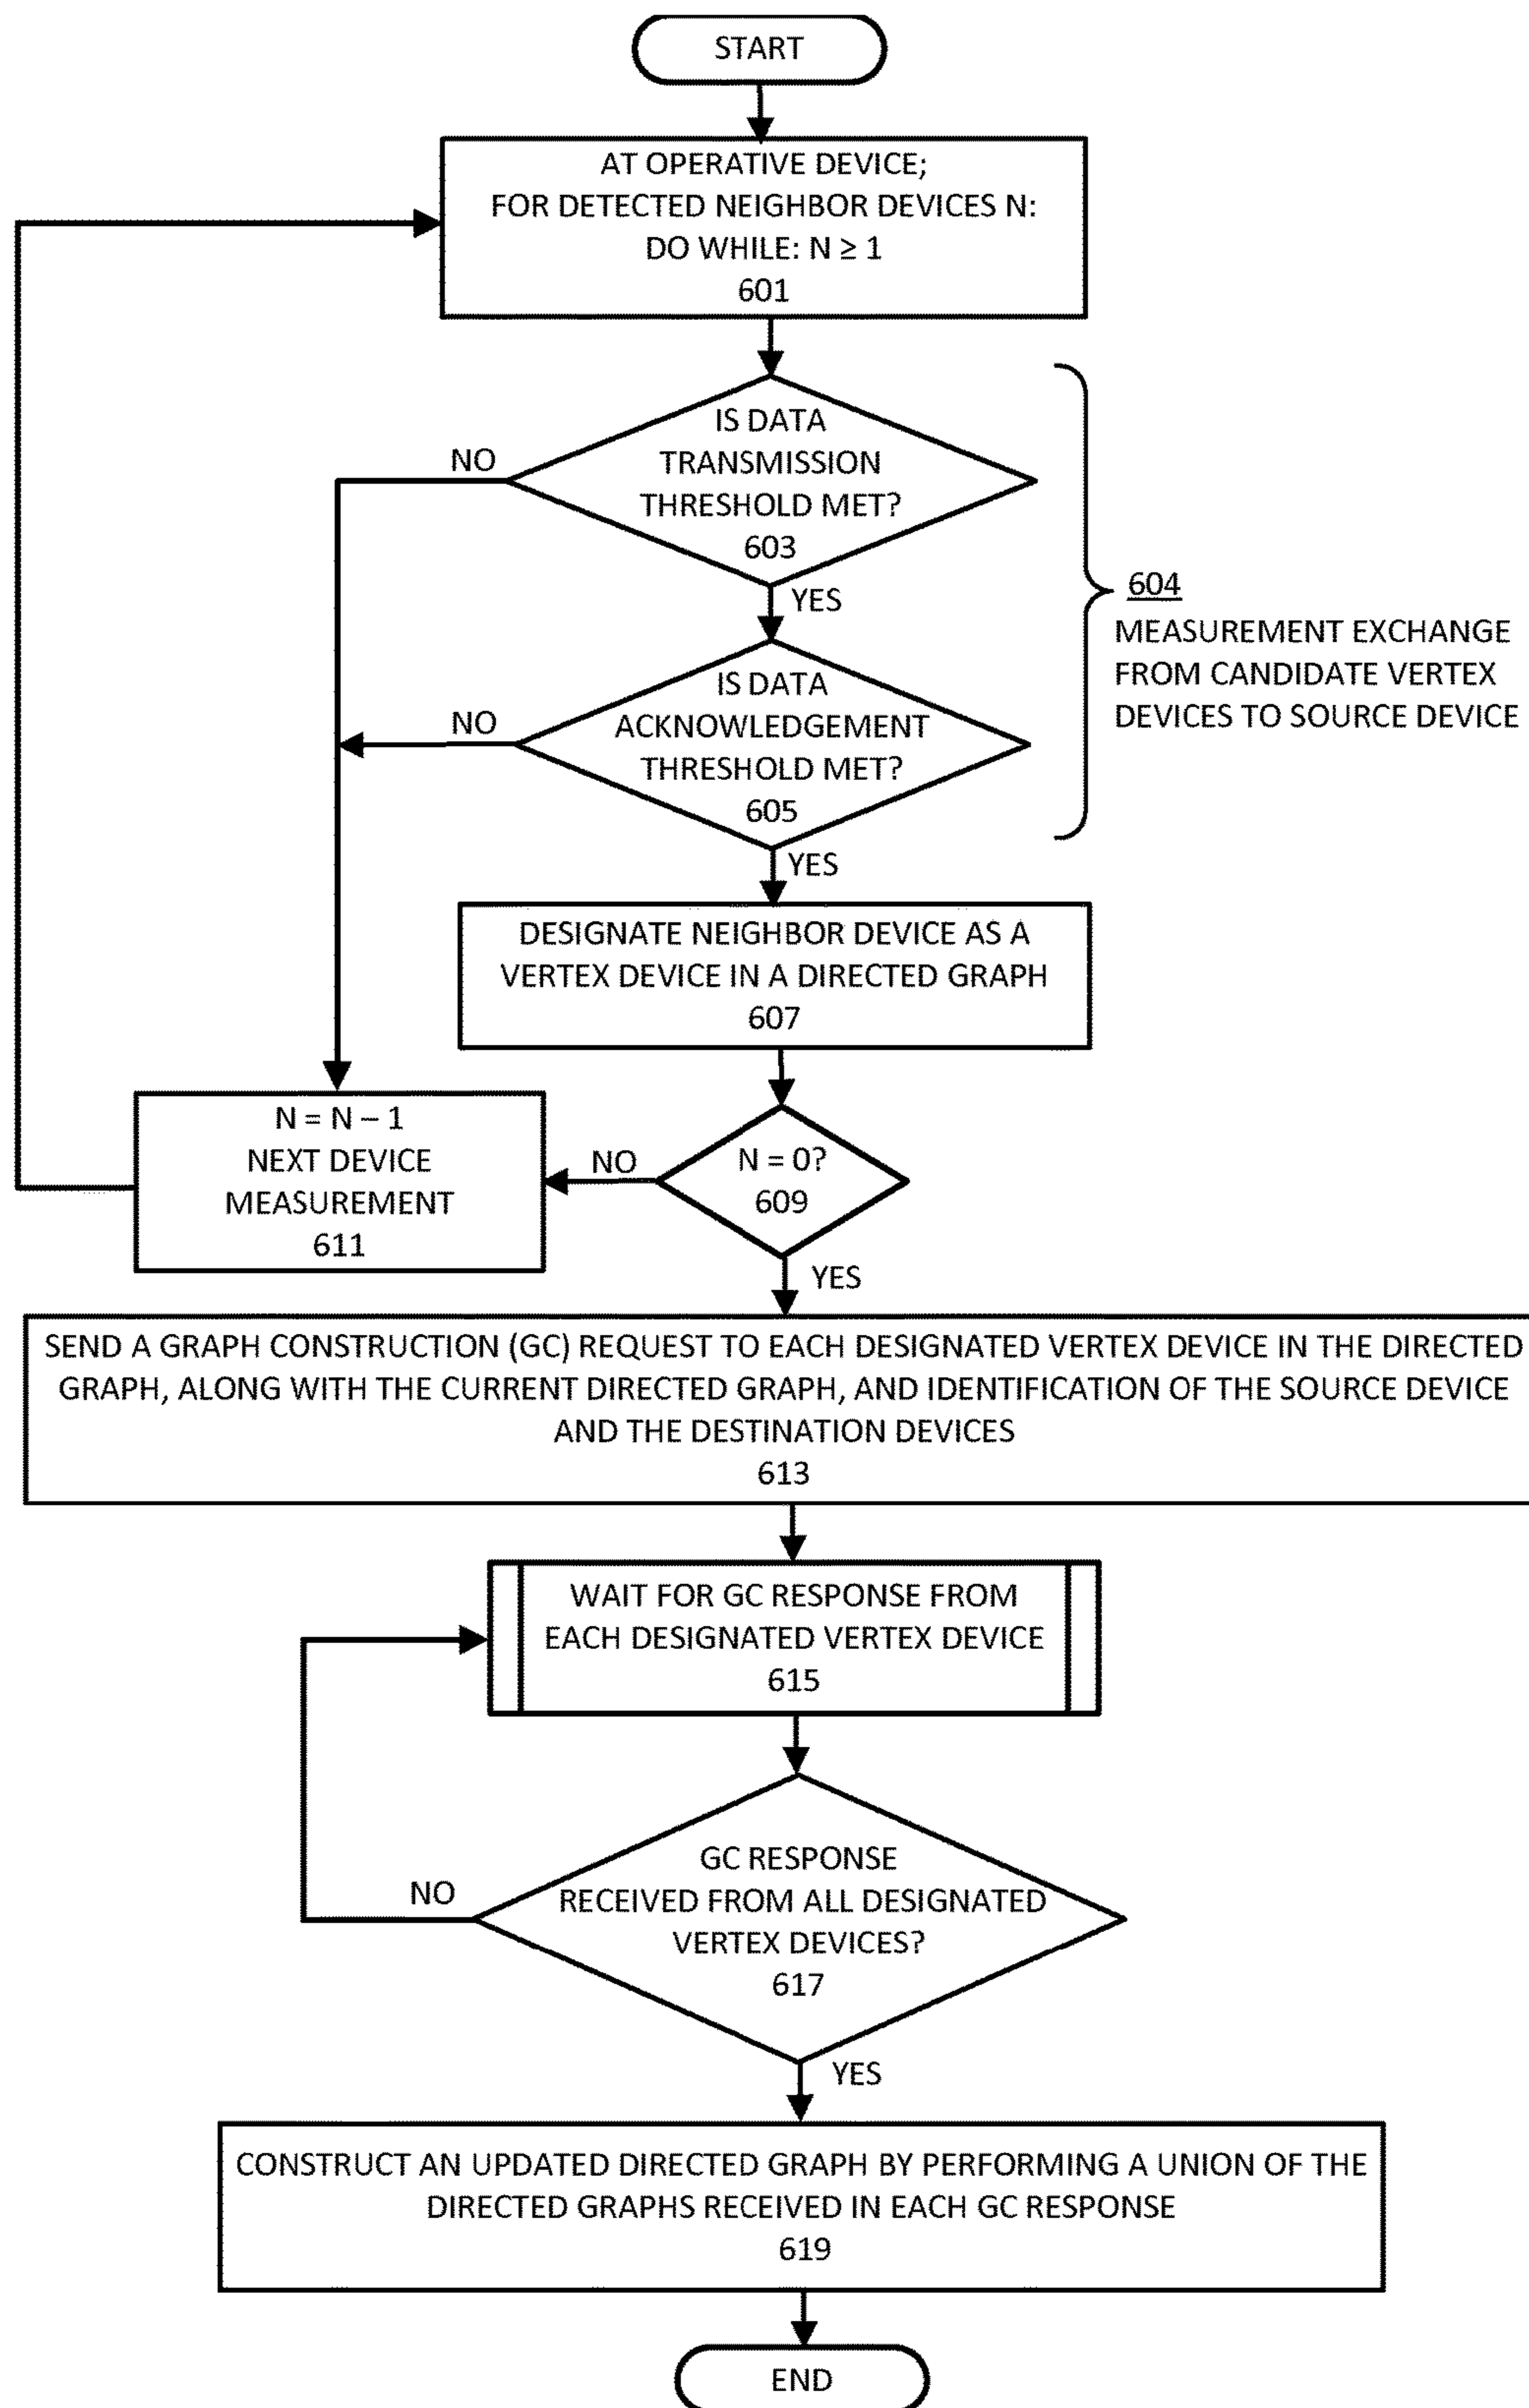 START
AT OPERATIVE DEVICE;
FOR DETECTED NEIGHBOR DEVICES N:
DO WHILE: N ≥ 1
601
IS DATA
TRANSMISSION
THRESHOLD MET?
603
NO
YES
604
MEASUREMENT EXCHANGE
FROM CANDIDATE VERTEX
DEVICES TO SOURCE DEVICE
IS DATA
ACKNOWLEDGEMENT
THRESHOLD MET?
605
NO
YES
DESIGNATE NEIGHBOR DEVICE AS A
VERTEX DEVICE IN A DIRECTED GRAPH
607
N = N – 1
NEXT DEVICE
MEASUREMENT
611
NO
N = 0?
609
YES
SEND A GRAPH CONSTRUCTION (GC) REQUEST TO EACH DESIGNATED VERTEX DEVICE IN THE DIRECTED
GRAPH, ALONG WITH THE CURRENT DIRECTED GRAPH, AND IDENTIFICATION OF THE SOURCE DEVICE
AND THE DESTINATION DEVICES
613
WAIT FOR GC RESPONSE FROM
EACH DESIGNATED VERTEX DEVICE
615
GC RESPONSE
RECEIVED FROM ALL DESIGNATED
VERTEX DEVICES?
617
NO
YES
CONSTRUCT AN UPDATED DIRECTED GRAPH BY PERFORMING A UNION OF THE
DIRECTED GRAPHS RECEIVED IN EACH GC RESPONSE
619
END